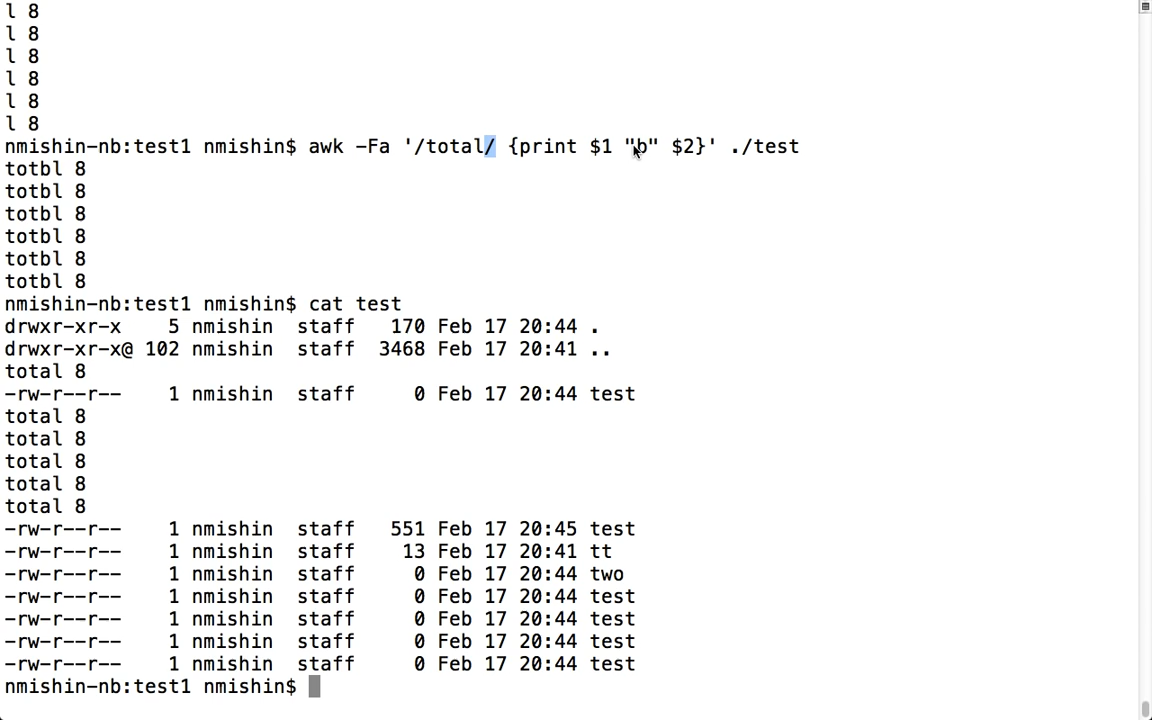 l 8
l 8
l 8
l 8
l 8
l 8
nmishin-nb:test1 nmishin$ awk -Fa '/total/ {print $1 "b" $2}' ./test
totbl 8
totbl 8
totbl 8
totbl 8
totbl 8
totbl 8
nmishin-nb:test1 nmishin$ cat test
drwxr-xr-x    5 nmishin  staff   170 Feb 17 20:44 .
drwxr-xr-x@ 102 nmishin  staff  3468 Feb 17 20:41 ..
total 8
-rw-r--r--    1 nmishin  staff     0 Feb 17 20:44 test
total 8
total 8
total 8
total 8
total 8
-rw-r--r--    1 nmishin  staff   551 Feb 17 20:45 test
-rw-r--r--    1 nmishin  staff    13 Feb 17 20:41 tt
-rw-r--r--    1 nmishin  staff     0 Feb 17 20:44 two
-rw-r--r--    1 nmishin  staff     0 Feb 17 20:44 test
-rw-r--r--    1 nmishin  staff     0 Feb 17 20:44 test
-rw-r--r--    1 nmishin  staff     0 Feb 17 20:44 test
-rw-r--r--    1 nmishin  staff     0 Feb 17 20:44 test
nmishin-nb:test1 nmishin$